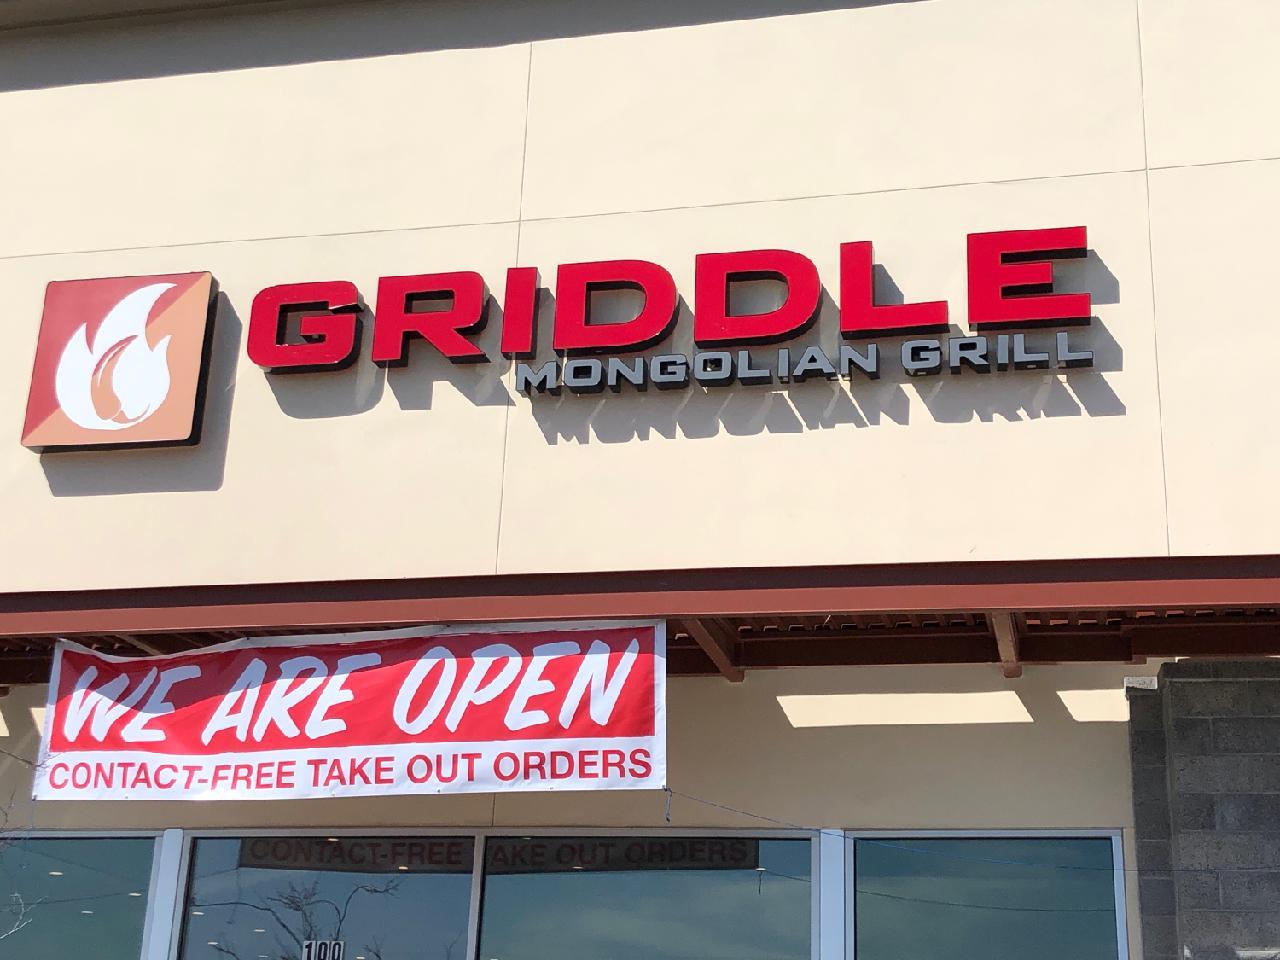 GRIDDLE
MONGOLIAN GRILL
WE ARE OPEN
CONTACT-FREE TAKE OUT ORDERS
CONTACT-FREE TAKE OUT ORDERS
100